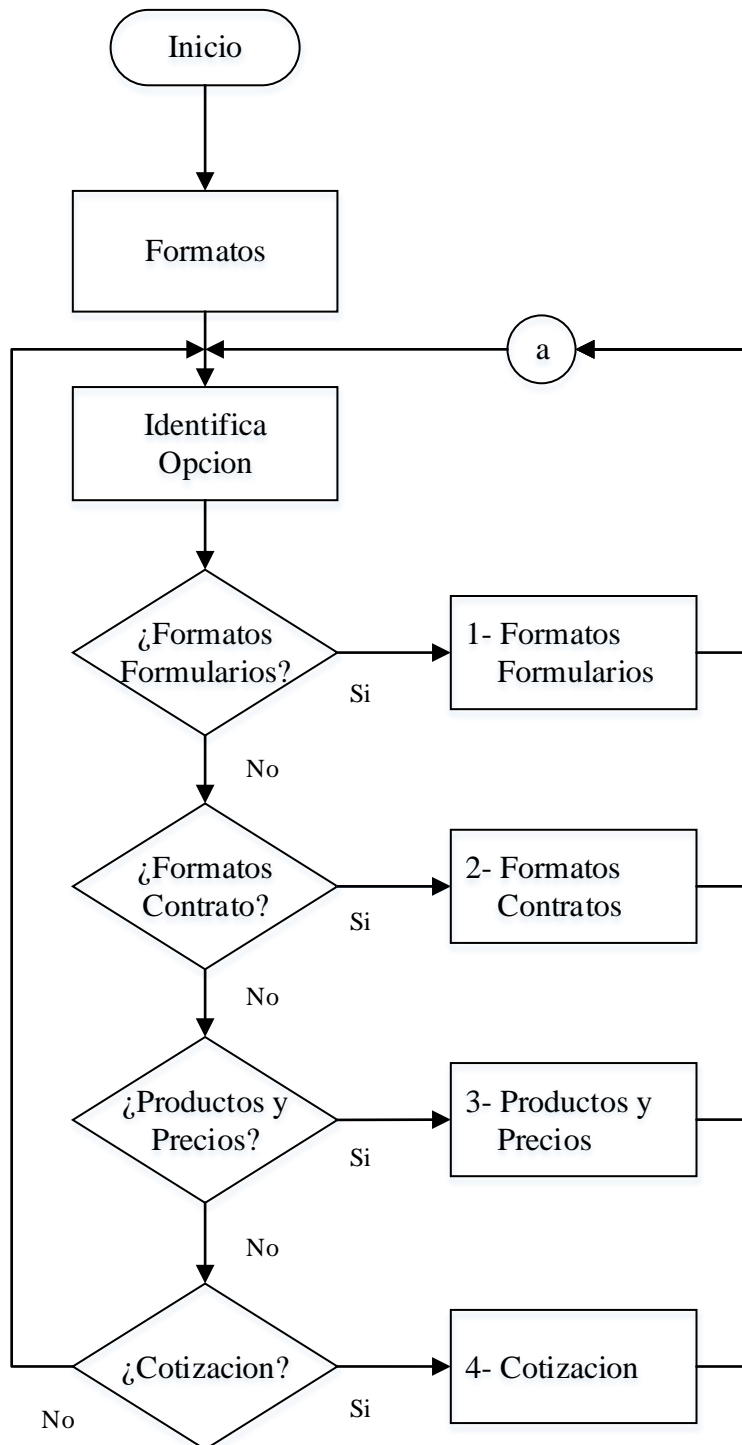 Inicio
Formatos
a
Identifica
Opcion
¿Formatos
Formularios?
Si
1- Formatos
Formularios
No
¿Formatos
Contrato?
Si
2- Formatos
Contratos
No
¿Productos y
Precios?
Si
3- Productos y
Precios
No
¿Cotizacion?
Si
4- Cotizacion
No